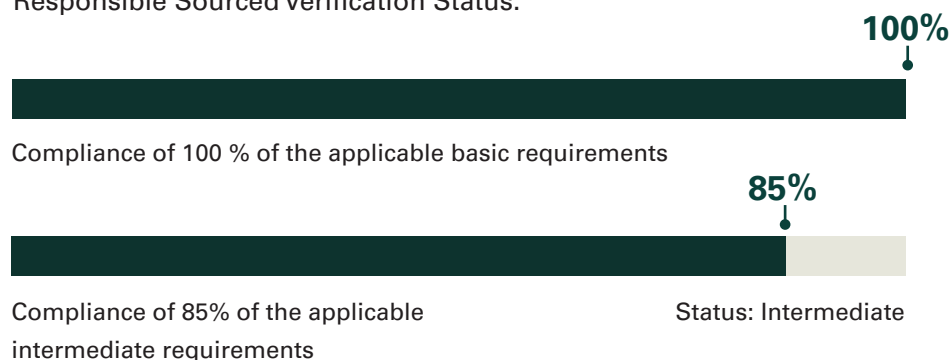 Responsible Sourced verification Status:
100%
Compliance of 100 % of the applicable basic requirements
85%
Compliance of 85% of the applicable
intermediate requirements
Status: Intermediate